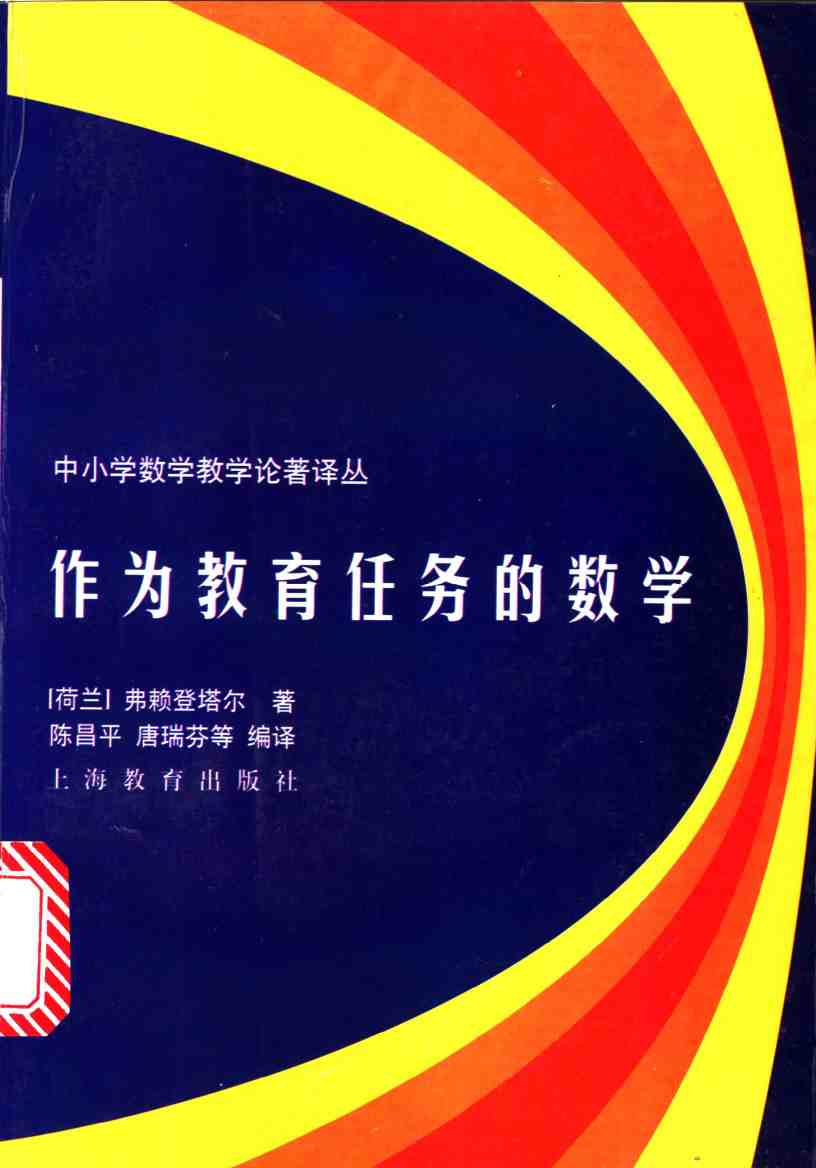 中小学数学教学论著译丛
作为教育任务的数学
[荷兰] 弗赖登塔尔 著
陈昌平 唐瑞芬等 编译
上海教育出版社